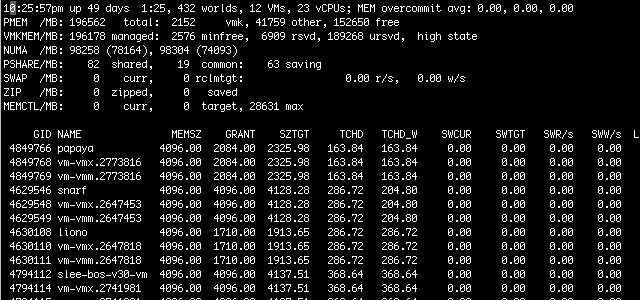 10:25:57pm up 49 days  1:25, 432 worlds, 12 VMs, 23 vCPUs; MEM overcommit avg: 0.00, 0.00, 0.00
PMEM  /MB: 196562   total:  2152     vmk, 41759 other, 152650 free
VMKMEM/MB: 196178 managed:  2576 minfree,  6909 rsvd, 189268 ursvd,  high state
NUMA  /MB: 98258 (78164), 98304 (74093)
PSHARE/MB:     82  shared,     19  common:     63 saving
SWAP  /MB:      0    curr,      0 rclmtgt:                 0.00 r/s,   0.00 w/s
ZIP   /MB:      0  zipped,      0   saved
MEMCTL/MB:      0    curr,      0  target, 28631 max
GID NAME               MEMSZ    GRANT    SZTGT     TCHD   TCHD_W    SWCUR    SWTGT    SWR/s    SWW/s  L
4849766 papaya           4096.00  2084.00  2325.98   163.84   163.84     0.00     0.00     0.00     0.00
4849768 vm-vmx.2773816   4096.00  2084.00  2325.98   163.84   163.84     0.00     0.00     0.00     0.00
4849769 vm-vmm.2773816   4096.00  2084.00  2325.98   163.84   163.84     0.00     0.00     0.00     0.00
4629546 snarf            4096.00  4096.00  4128.28   286.72   204.80     0.00     0.00     0.00     0.00
4629548 vm-vmx.2647453   4096.00  4096.00  4128.28   286.72   204.80     0.00     0.00     0.00     0.00
4629549 vm-vmm.2647453   4096.00  4096.00  4128.28   286.72   204.80     0.00     0.00     0.00     0.00
4630108 liono            4096.00  1710.00  1913.65   286.72   286.72     0.00     0.00     0.00     0.00
4630110 vm-vmx.2647818   4096.00  1710.00  1913.65   286.72   286.72     0.00     0.00     0.00     0.00
4630111 vm-vmm.2647818   4096.00  1710.00  1913.65   286.72   286.72     0.00     0.00     0.00     0.00
4794112 slee-bos-v30-vm  4096.00  4096.00  4137.51   368.64   368.64     0.00     0.00     0.00     0.00
4794114 vm-vmx.2741981   4096.00  4096.00  4137.51   368.64   368.64     0.00     0.00     0.00     0.00